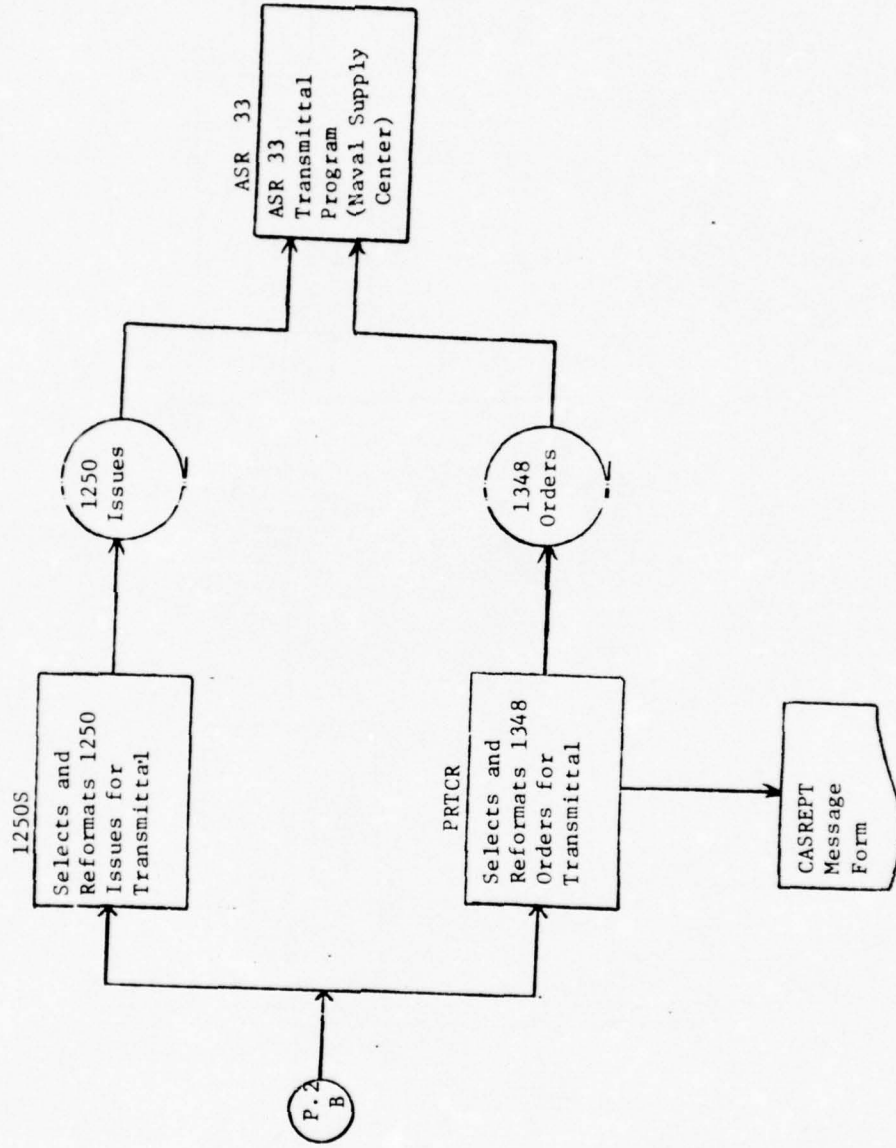 P.2
B
1250S
Selects and
Reformats 1250
Issues for
Transmittal
1250
Issues
PRTCR
Selects and
Reformats 1348
Orders for
Transmittal
1348
Orders
CASREPT
Message
Form
ASR 33
ASR 33
Transmittal
Program
(Naval Supply
Center)